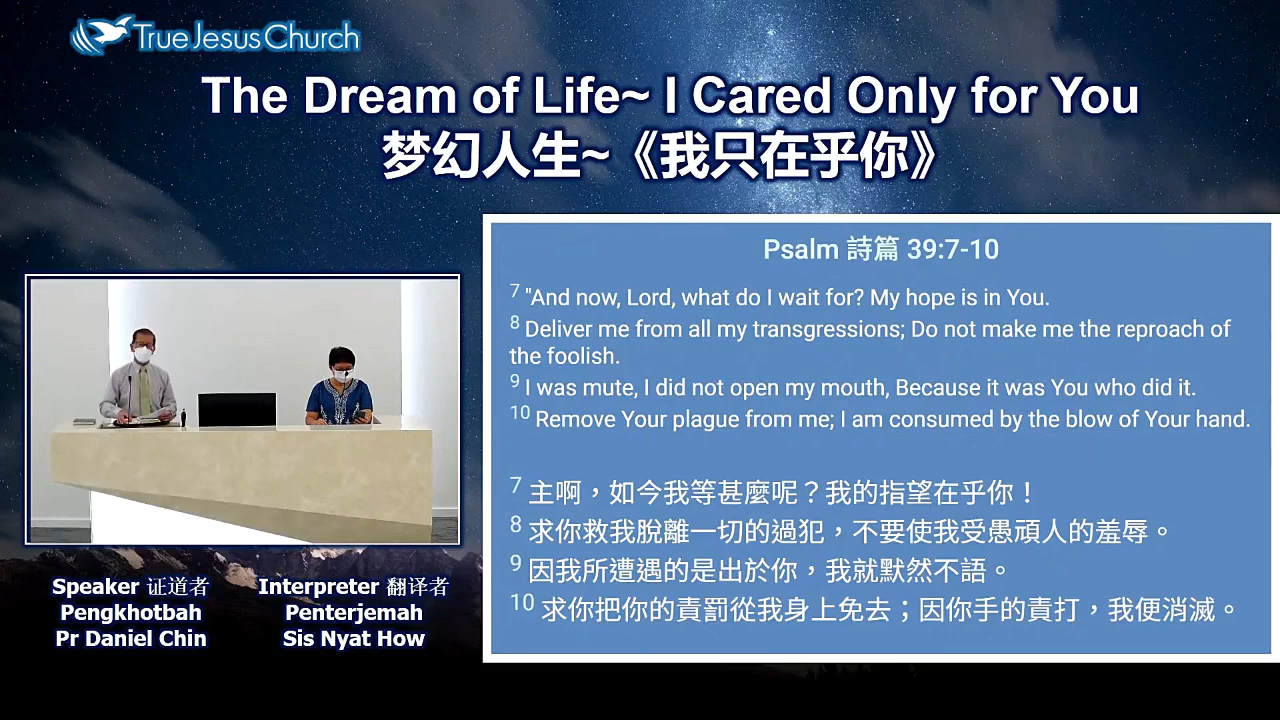 TrueJesusChurch
The Dream of Life~ I Cared Only for You
梦幻人生~《我只在乎你》
Psalm 詩篇 39:7-10
7 "And now, Lord, what do I wait for? My hope is in You.
8 Deliver me from all my transgressions; Do not make me the reproach of
the foolish.
9 I was mute, I did not open my mouth, Because it was You who did it.
10 Remove Your plague from me; I am consumed by the blow of Your hand.
7 主啊，如今我等甚麼呢？我的指望在乎你！
8 求你救我脫離一切的過犯，不要使我受愚頑人的羞辱。
9 因我所遭遇的是出於你，我就默然不語。
10 求你把你的責罰從我身上免去；因你手的責打，我便消滅。
Speaker 证道者
Pengkhotbah
Pr Daniel Chin
Interpreter 翻译者
Penterjemah
Sis Nyat How